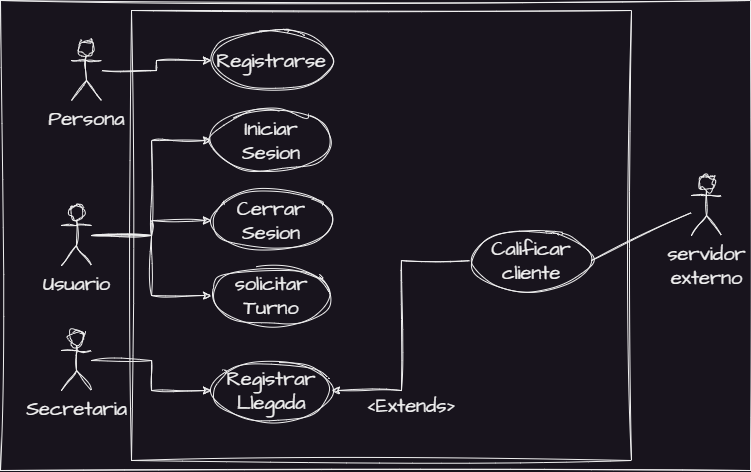 Registrarse
Persona
Iniciar
Sesion
Cerrar
Sesion
Usuario
solicitar
Turno
Calificar
cliente
servidor
externo
Registrar
Llegada
Secretaria
<Extends>